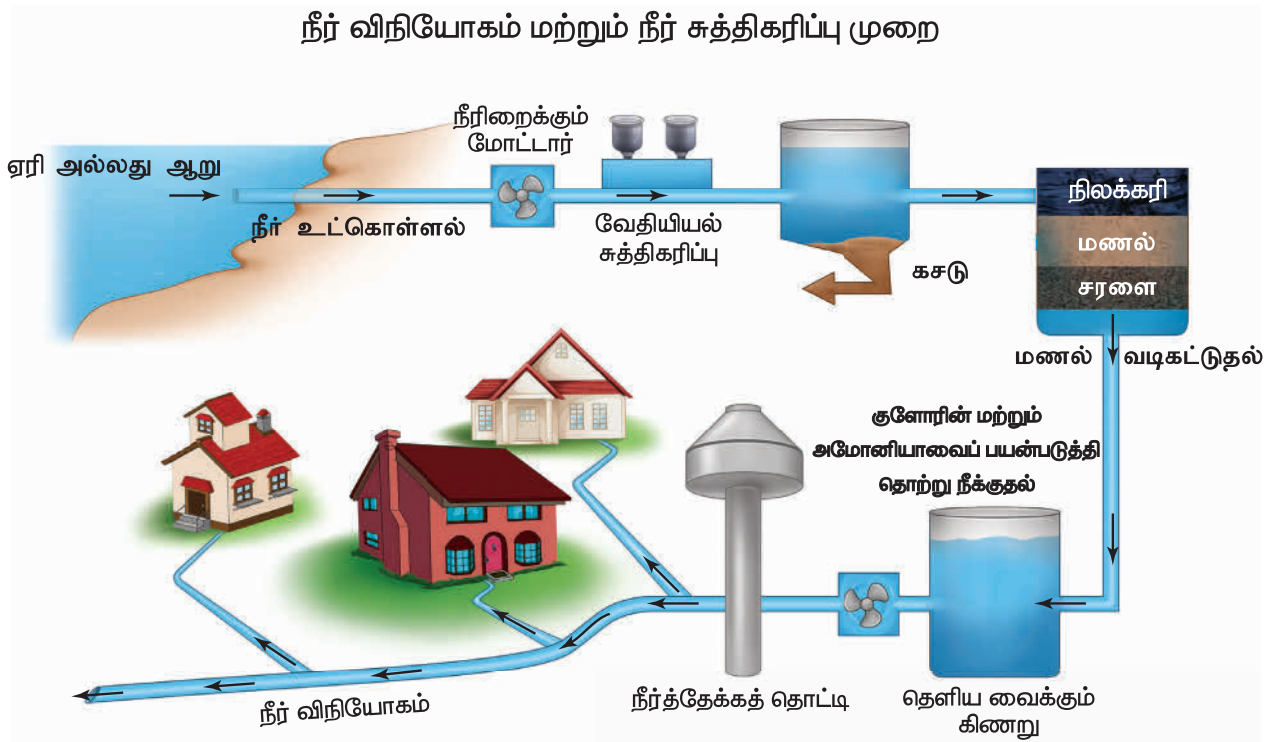 நீர் விநியோகம் மற்றும் நீர் சுத்திகரிப்பு முறை
ஏரி அல்லது ஆறு
நீர் உட்கொள்ளல்
நீரிறைக்கும்
மோட்டார்
வேதியியல்
சுத்திகரிப்பு
கசடு
நிலக்கரி
மணல்
சரளை
மணல் வடிகட்டுதல்
குளோரின் மற்றும்
அமோனியாவைப் பயன்படுத்தி
தொற்று நீக்குதல்
தெளிய வைக்கும்
கிணறு
நீர்த்தேக்கத் தொட்டி
நீர் விநியோகம்